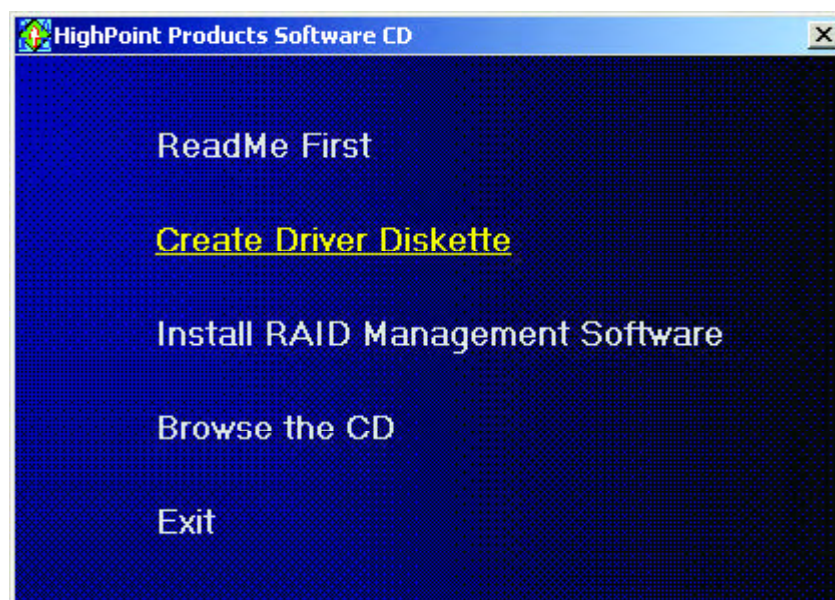 HighPoint Products Software CD
ReadMe First
Create Driver Diskette
Install RAID Management Software
Browse the CD
Exit